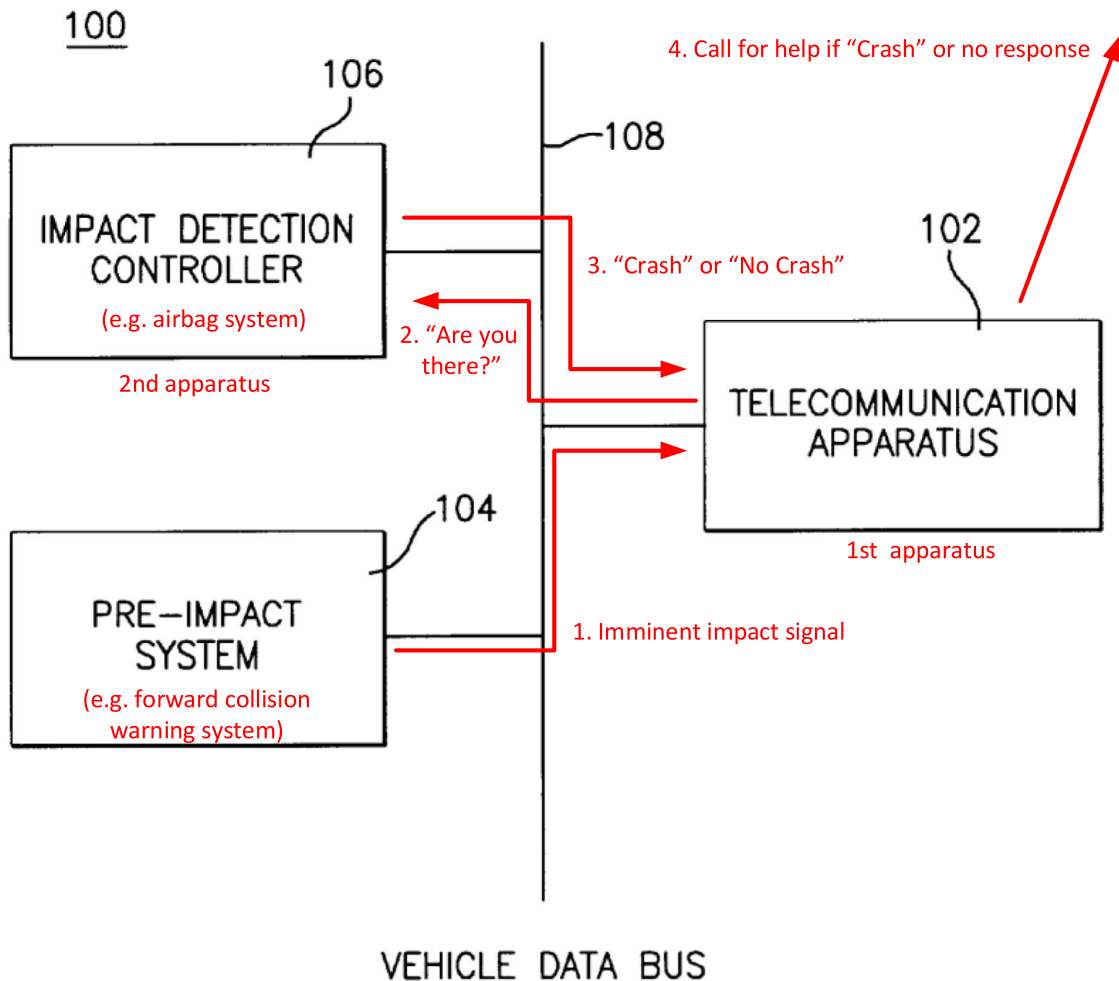 100
4. Call for help if “Crash” or no response
106
108
IMPACT DETECTION
CONTROLLER
(e.g. airbag system)
2nd apparatus
3. “Crash” or “No Crash”
2. “Are you
there?”
102
TELECOMMUNICATION
APPARATUS
1st apparatus
104
PRE-IMPACT
SYSTEM
(e.g. forward collision
warning system)
1. Imminent impact signal
VEHICLE DATA BUS